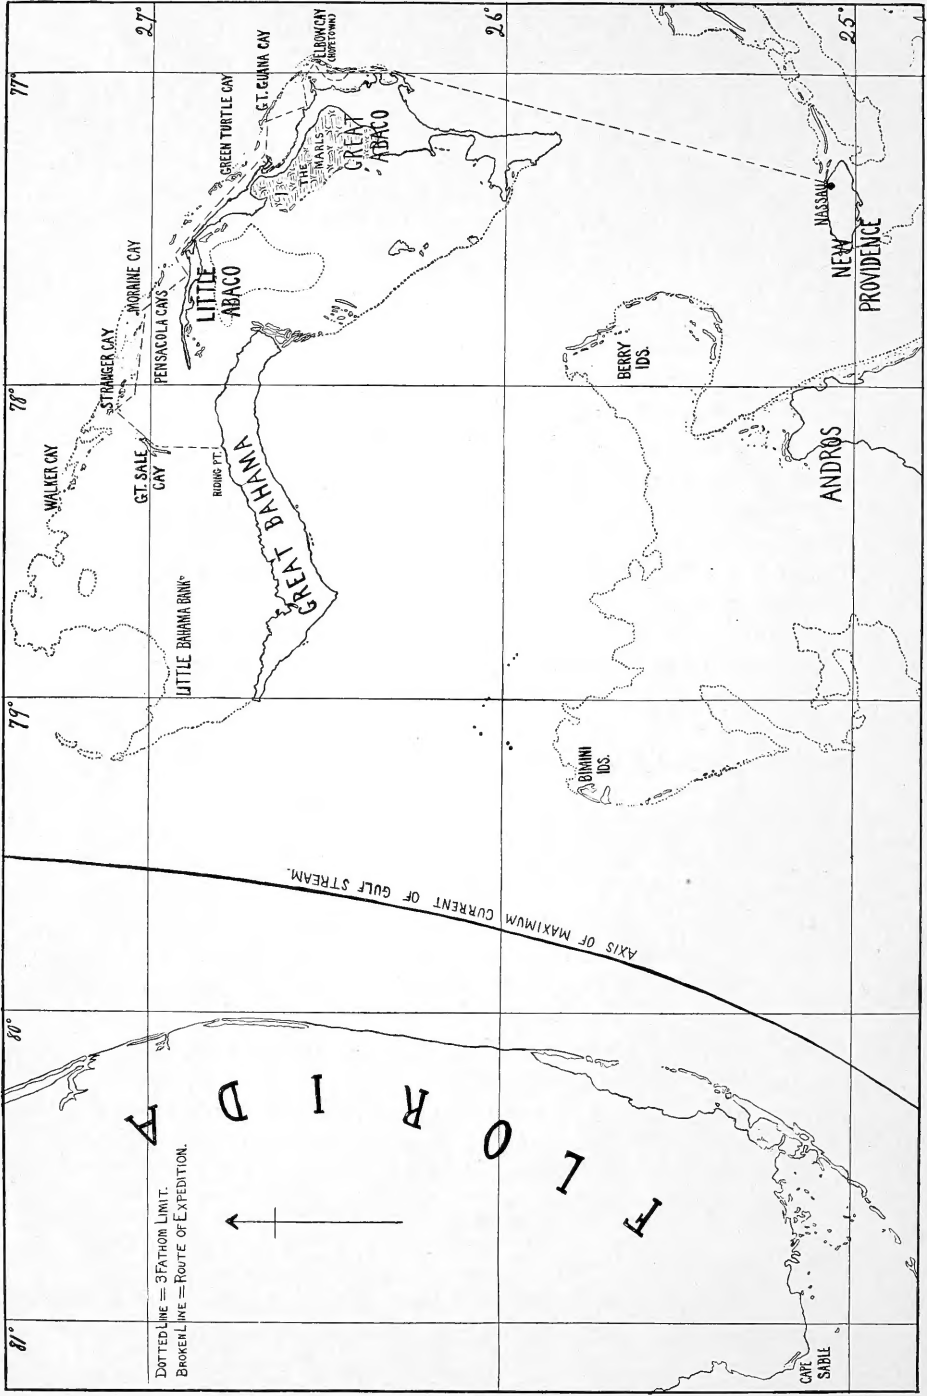 81°
80°
79°
78°
77°
27°
26°
25°
DOTTED LINE = 3 FATHOM LIMIT.
BROKEN LINE = ROUTE OF EXPEDITION.
FLORIDA
CAPE
SABLE
AXIS OF MAXIMUM CURRENT OF GULF STREAM.
BIMINI
IDS.
LITTLE BAHAMA BANK
GREAT BAHAMA
RIDING PT.
WALKER CAY
GT. SALE
CAY
STRANGER CAY
PENSACOLA CAYS
MORAINE CAY
LITTLE
ABACO
GREEN TURTLE CAY
GT. GUANA CAY
ELBOW CAY
(HOPETOWN)
THE
MARLS
GREAT
ABACO
BERRY
IDS.
ANDROS
NASSAU
NEW
PROVIDENCE